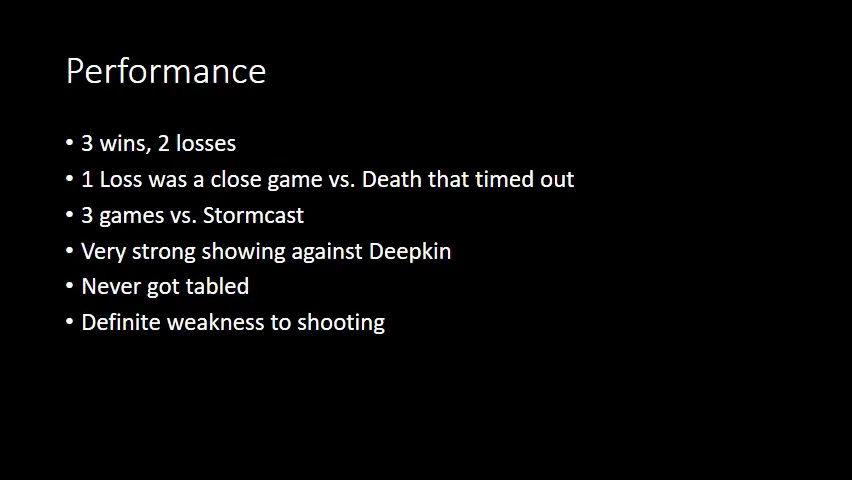 Performance
• 3 wins, 2 losses
• 1 Loss was a close game vs. Death that timed out
• 3 games vs. Stormcast
• Very strong showing against Deepkin
• Never got tabled
• Definite weakness to shooting